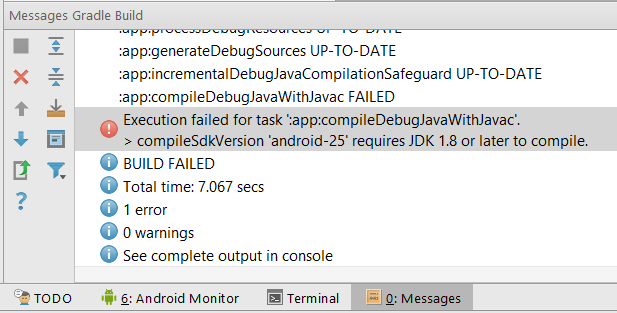 Messages Gradle Build
:app:processDebugResources UP-TO-DATE
:app:generateDebugSources UP-TO-DATE
:app:incrementalDebugJavaCompilationSafeguard UP-TO-DATE
:app:compileDebugJavaWithJavac FAILED
Execution failed for task ':app:compileDebugJavaWithJavac'.
> compileSdkVersion 'android-25' requires JDK 1.8 or later to compile.
BUILD FAILED
Total time: 7.067 secs
1 error
0 warnings
See complete output in console
TODO
6: Android Monitor
Terminal
0: Messages